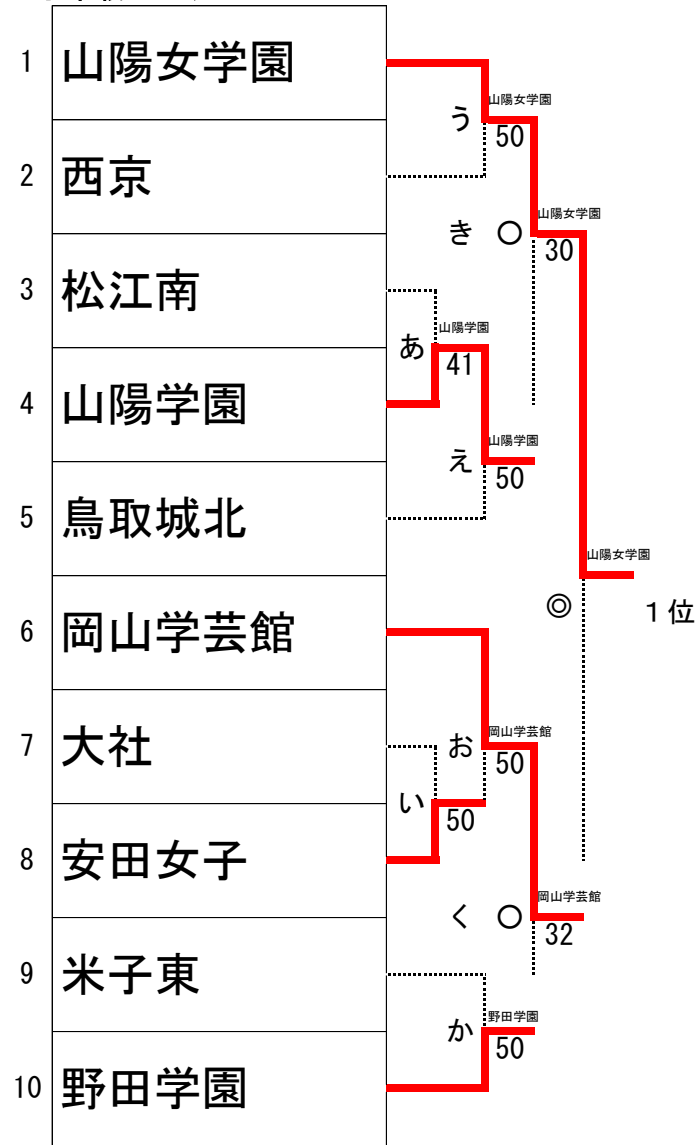 1 山陽女学園
山陽女学園
う 50
2 西京
山陽女学園
き ○ 30
3 松江南
山陽学園
あ 41
4 山陽学園
山陽学園
え 50
5 鳥取城北
山陽女学園
◎ 1位
6 岡山学芸館
岡山学芸館
7 大社
お 50
い 50
8 安田女子
岡山学芸館
く ○ 32
9 米子東
野田学園
か 50
10 野田学園